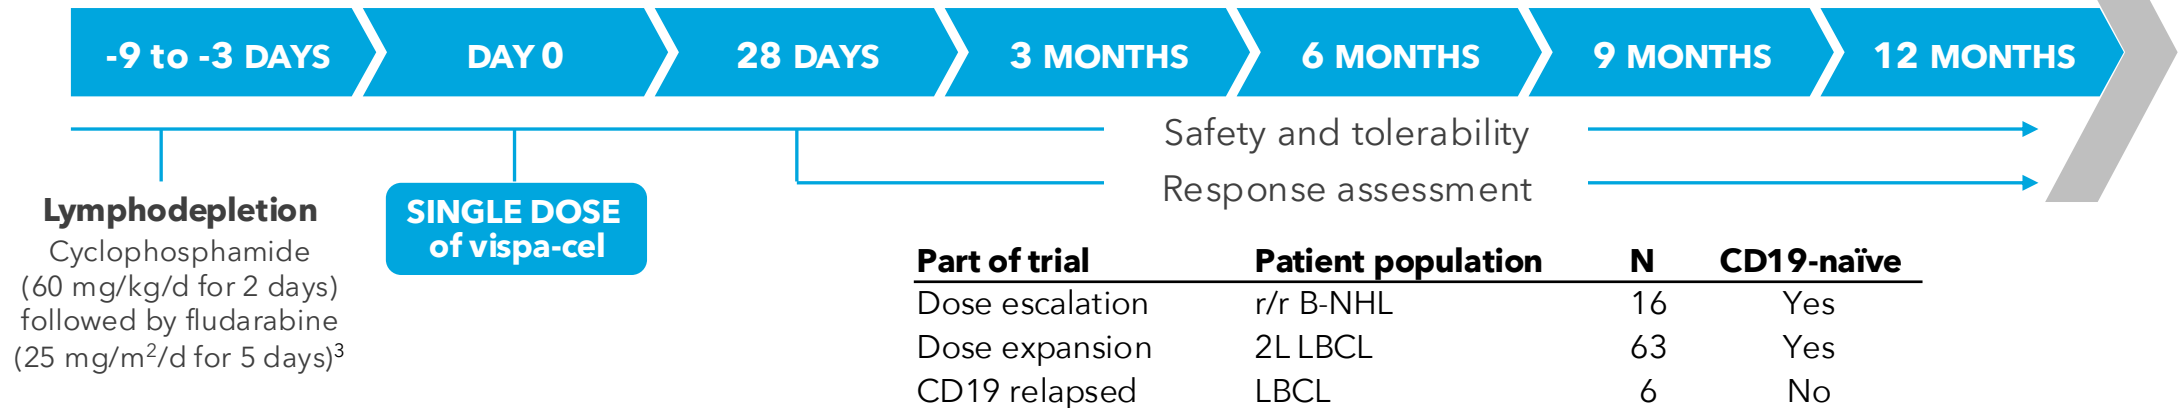 -9 to -3 DAYS DAY 0 28 DAYS 3 MONTHS 6 MONTHS 9 MONTHS 12 MONTHS
Safety and tolerability
Response assessment
Lymphodepletion
Cyclophosphamide
(60 mg/kg/d for 2 days)
followed by fludarabine
(25 mg/m²/d for 5 days)³
SINGLE DOSE
of vispa-cel
Part of trial Patient population N CD19-naïve
Dose escalation r/r B-NHL 16 Yes
Dose expansion 2L LBCL 63 Yes
CD19 relapsed LBCL 6 No